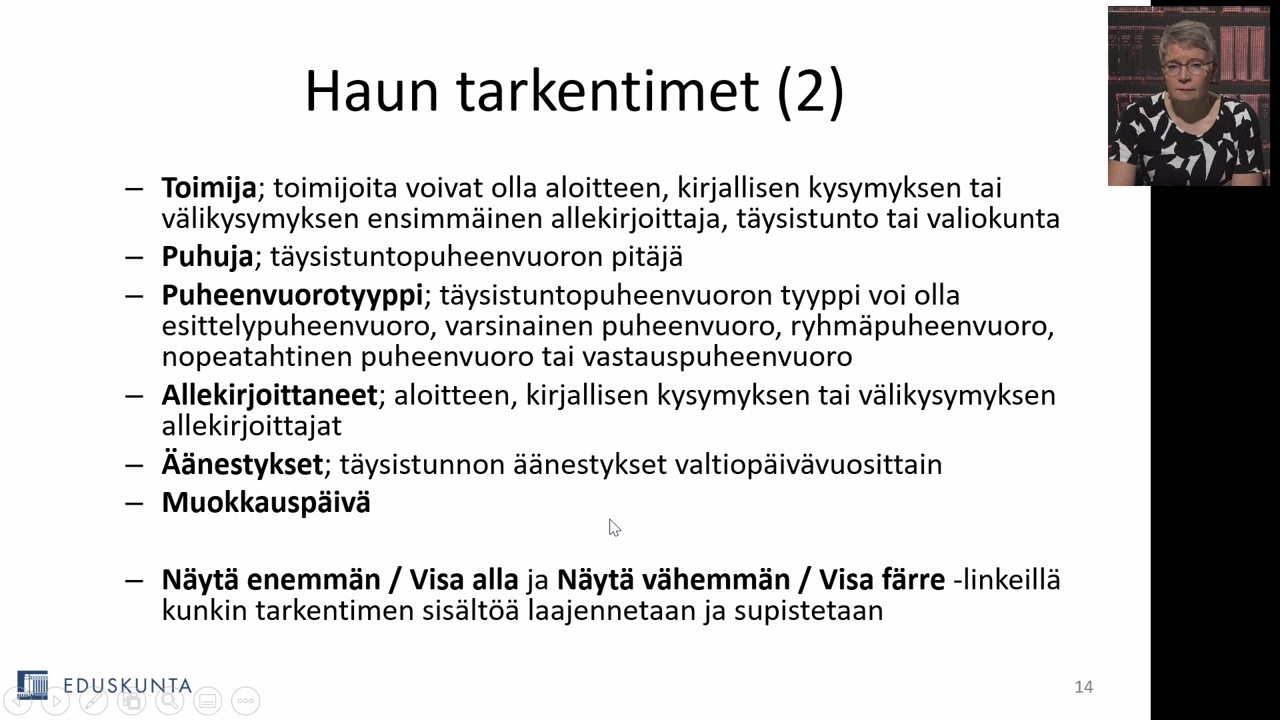 Haun tarkentimet (2)
– Toimija; toimijoita voivat olla aloitteen, kirjallisen kysymyksen tai
välikysymyksen ensimmäinen allekirjoittaja, täysistunto tai valiokunta
– Puhuja; täysistuntopuheenvuoron pitäjä
– Puheenvuorotyyppi; täysistuntopuheenvuoron tyyppi voi olla
esittelypuheenvuoro, varsinainen puheenvuoro, ryhmäpuheenvuoro,
nopeatahtinen puheenvuoro tai vastauspuheenvuoro
– Allekirjoittaneet; aloitteen, kirjallisen kysymyksen tai välikysymyksen
allekirjoittajat
– Äänestykset; täysistunnon äänestykset valtiopäivävuosittain
– Muokkauspäivä
– Näytä enemmän / Visa alla ja Näytä vähemmän / Visa färre -linkeillä
kunkin tarkentimen sisältöä laajennetaan ja supistetaan
EDUSKUNTA
14